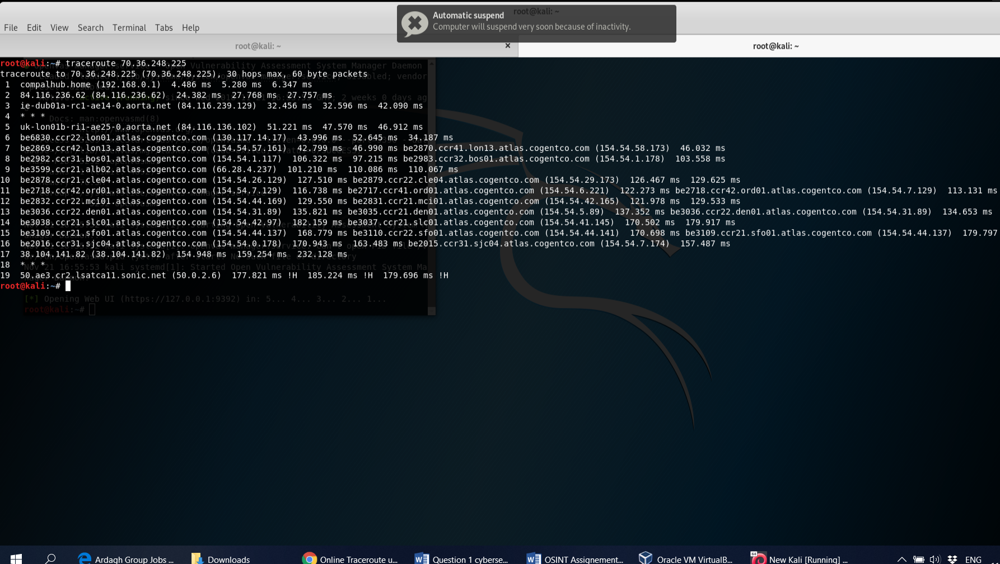 root@kali: ~
Automatic suspend
Computer will suspend very soon because of inactivity.
File Edit View Search Terminal Tabs Help
root@kali: ~ × root@kali: ~
root@kali:~# traceroute 70.36.248.225
traceroute to 70.36.248.225 (70.36.248.225), 30 hops max, 60 byte packets
1 compalhub.home (192.168.0.1) 4.486 ms 5.280 ms 6.347 ms
2 84.116.236.62 (84.116.236.62) 24.382 ms 27.768 ms 27.757 ms
3 ie-dub01a-rc1-ae14-0.aorta.net (84.116.239.129) 32.456 ms 32.596 ms 42.090 ms
4 * * *
5 uk-lon01b-ri1-ae25-0.aorta.net (84.116.136.102) 51.221 ms 47.570 ms 46.912 ms
6 be6830.ccr22.lon01.atlas.cogentco.com (130.117.14.17) 43.996 ms 52.645 ms 34.187 ms
7 be2869.ccr42.lon13.atlas.cogentco.com (154.54.57.161) 42.799 ms 46.990 ms be2870.ccr41.lon13.atlas.cogentco.com (154.54.58.173) 46.032 ms
8 be2982.ccr31.bos01.atlas.cogentco.com (154.54.1.117) 106.322 ms 97.215 ms be2983.ccr32.bos01.atlas.cogentco.com (154.54.1.178) 103.558 ms
9 be3599.ccr21.alb02.atlas.cogentco.com (66.28.4.237) 101.210 ms 110.086 ms 110.067 ms
10 be2878.ccr21.cle04.atlas.cogentco.com (154.54.26.129) 127.510 ms be2879.ccr22.cle04.atlas.cogentco.com (154.54.29.173) 126.467 ms 129.625 ms
11 be2718.ccr42.ord01.atlas.cogentco.com (154.54.7.129) 116.738 ms be2717.ccr41.ord01.atlas.cogentco.com (154.54.6.221) 122.273 ms be2718.ccr42.ord01.atlas.cogentco.com (154.54.7.129) 113.131 ms
12 be2832.ccr22.mci01.atlas.cogentco.com (154.54.44.169) 129.550 ms be2831.ccr21.mci01.atlas.cogentco.com (154.54.42.165) 121.978 ms 129.533 ms
13 be3036.ccr22.den01.atlas.cogentco.com (154.54.31.89) 135.821 ms be3035.ccr21.den01.atlas.cogentco.com (154.54.5.89) 137.352 ms be3036.ccr22.den01.atlas.cogentco.com (154.54.31.89) 134.653 ms
14 be3038.ccr21.slc01.atlas.cogentco.com (154.54.42.97) 182.159 ms be3037.ccr21.slc01.atlas.cogentco.com (154.54.41.145) 170.502 ms 179.917 ms
15 be3109.ccr21.sfo01.atlas.cogentco.com (154.54.44.137) 168.779 ms be3110.ccr22.sfo01.atlas.cogentco.com (154.54.44.141) 170.698 ms be3109.ccr21.sfo01.atlas.cogentco.com (154.54.44.137) 179.797
16 be2016.ccr31.sjc04.atlas.cogentco.com (154.54.0.178) 170.943 ms 163.483 ms be2015.ccr31.sjc04.atlas.cogentco.com (154.54.7.174) 157.487 ms
17 38.104.141.82 (38.104.141.82) 154.948 ms 159.254 ms 232.128 ms
18 * * *
19 50.ae3.cr2.lsatca11.sonic.net (50.0.2.6) 177.821 ms !H 185.224 ms !H 179.696 ms !H
root@kali:~#
Nov 21 16:55:53 kali systemd[1]: Started Open Vulnerability Assessment System Ma
[*] Opening Web UI (https://127.0.0.1:9392) in: 5... 4... 3... 2... 1...
root@kali:~#
Ardagh Group Jobs ... Downloads Online Traceroute u... Question 1 cyberse... OSINT Assignement... Oracle VM VirtualB... 64 New Kali [Running] ... ENG